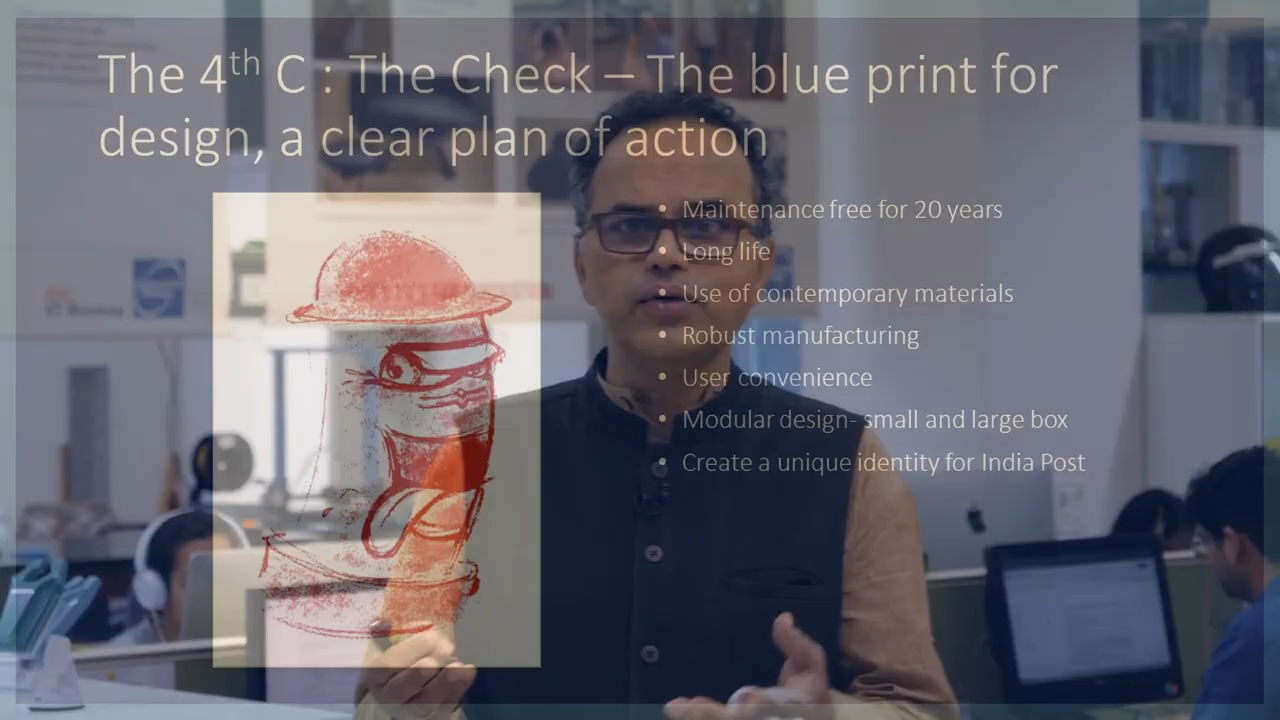 The 4th C : The Check – The blue print for
design, a clear plan of action
• Maintenance free for 20 years
• Long life
• Use of contemporary materials
• Robust manufacturing
• User convenience
• Modular design- small and large box
• Create a unique identity for India Post